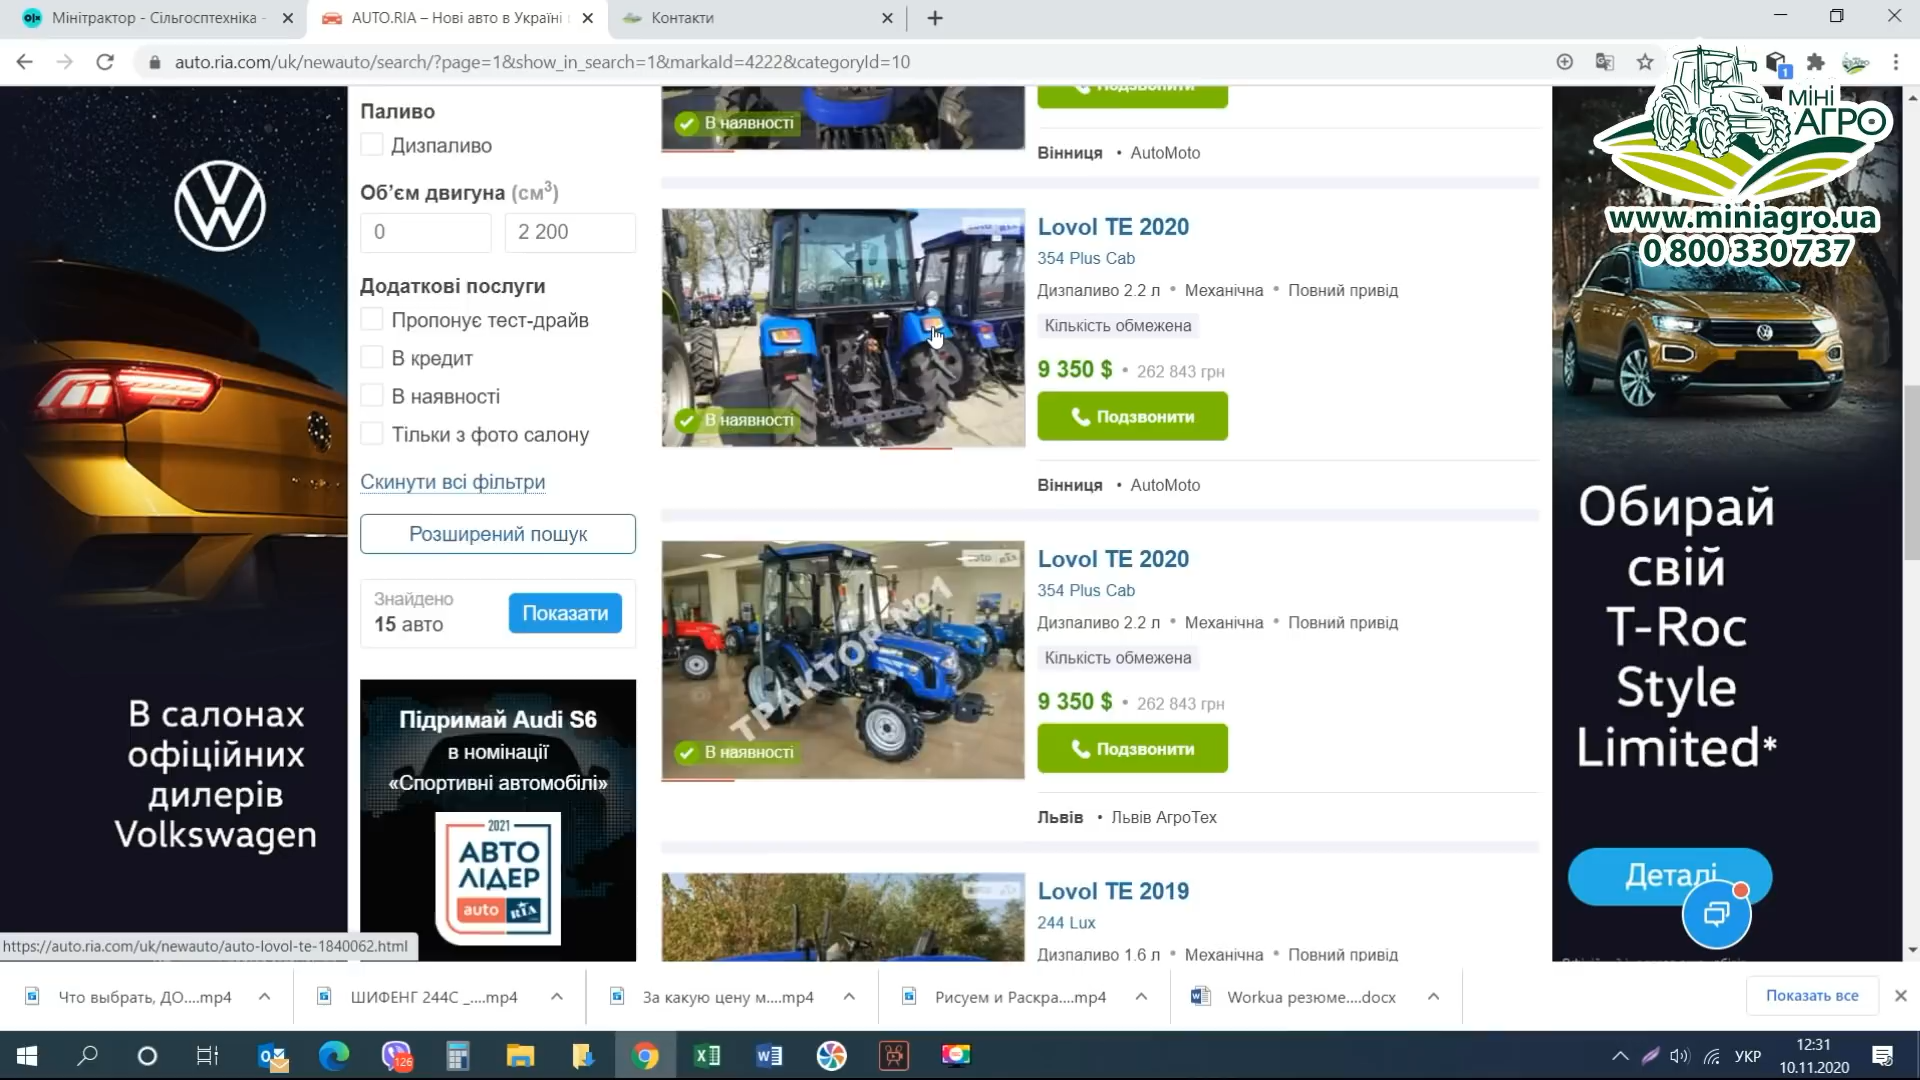 Мінітрактор - Сільгосптехніка -
AUTO.RIA – Нові авто в Україні
Контакти
auto.ria.com/uk/newauto/search/?page=1&show_in_search=1&markaId=4222&categoryId=10
1
МІНІ
АГРО
www.miniagro.ua
0 800 330 737
В салонах
офіційних
дилерів
Volkswagen
Паливо
Дизпаливо
Об’єм двигуна (см3)
0
2 200
Додаткові послуги
Пропонує тест-драйв
В кредит
В наявності
Тільки з фото салону
Скинути всі фільтри
Розширений пошук
Знайдено
15 авто
Показати
Підримай Audi S6
в номінації
«Спортивні автомобілі»
2021
АВТО
ЛІДЕР
auto RIA
В наявності
Подзвонити
Вінниця • AutoMoto
В наявності
Lovol TE 2020
354 Plus Cab
Дизпаливо 2.2 л • Механічна • Повний привід
Кількість обмежена
9 350 $ • 262 843 грн
Подзвонити
Вінниця • AutoMoto
ТРАКТОР №1
В наявності
Lovol TE 2020
354 Plus Cab
Дизпаливо 2.2 л • Механічна • Повний привід
Кількість обмежена
9 350 $ • 262 843 грн
Подзвонити
Львів • Львів АгроТех
Lovol TE 2019
244 Lux
Дизпаливо 1.6 л • Механічна • Повний привід
Обирай
свій
T-Roc
Style
Limited*
Деталі
https://auto.ria.com/uk/newauto/auto-lovol-te-1840062.html
Что выбрать, ДО....mp4
ШИФЕНГ 244С _....mp4
За какую цену м....mp4
Рисуем и Раскра....mp4
Workua резюме....docx
Показать все
126
УКР
12:31
10.11.2020